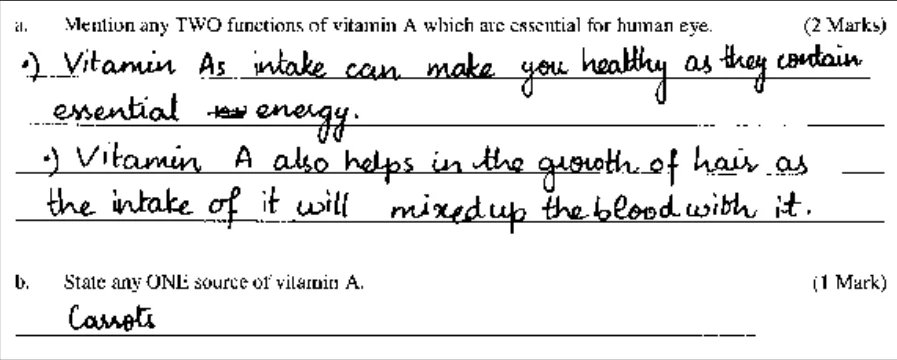 a. Mention any TWO functions of vitamin A which are essential for human eye. (2 Marks)
•) Vitamin As intake can make you healthy as they contain
essential energy.
•) Vitamin A also helps in the growth of hair as
the intake of it will mixed up the blood with it.
b. State any ONE source of vitamin A. (1 Mark)
Carrots